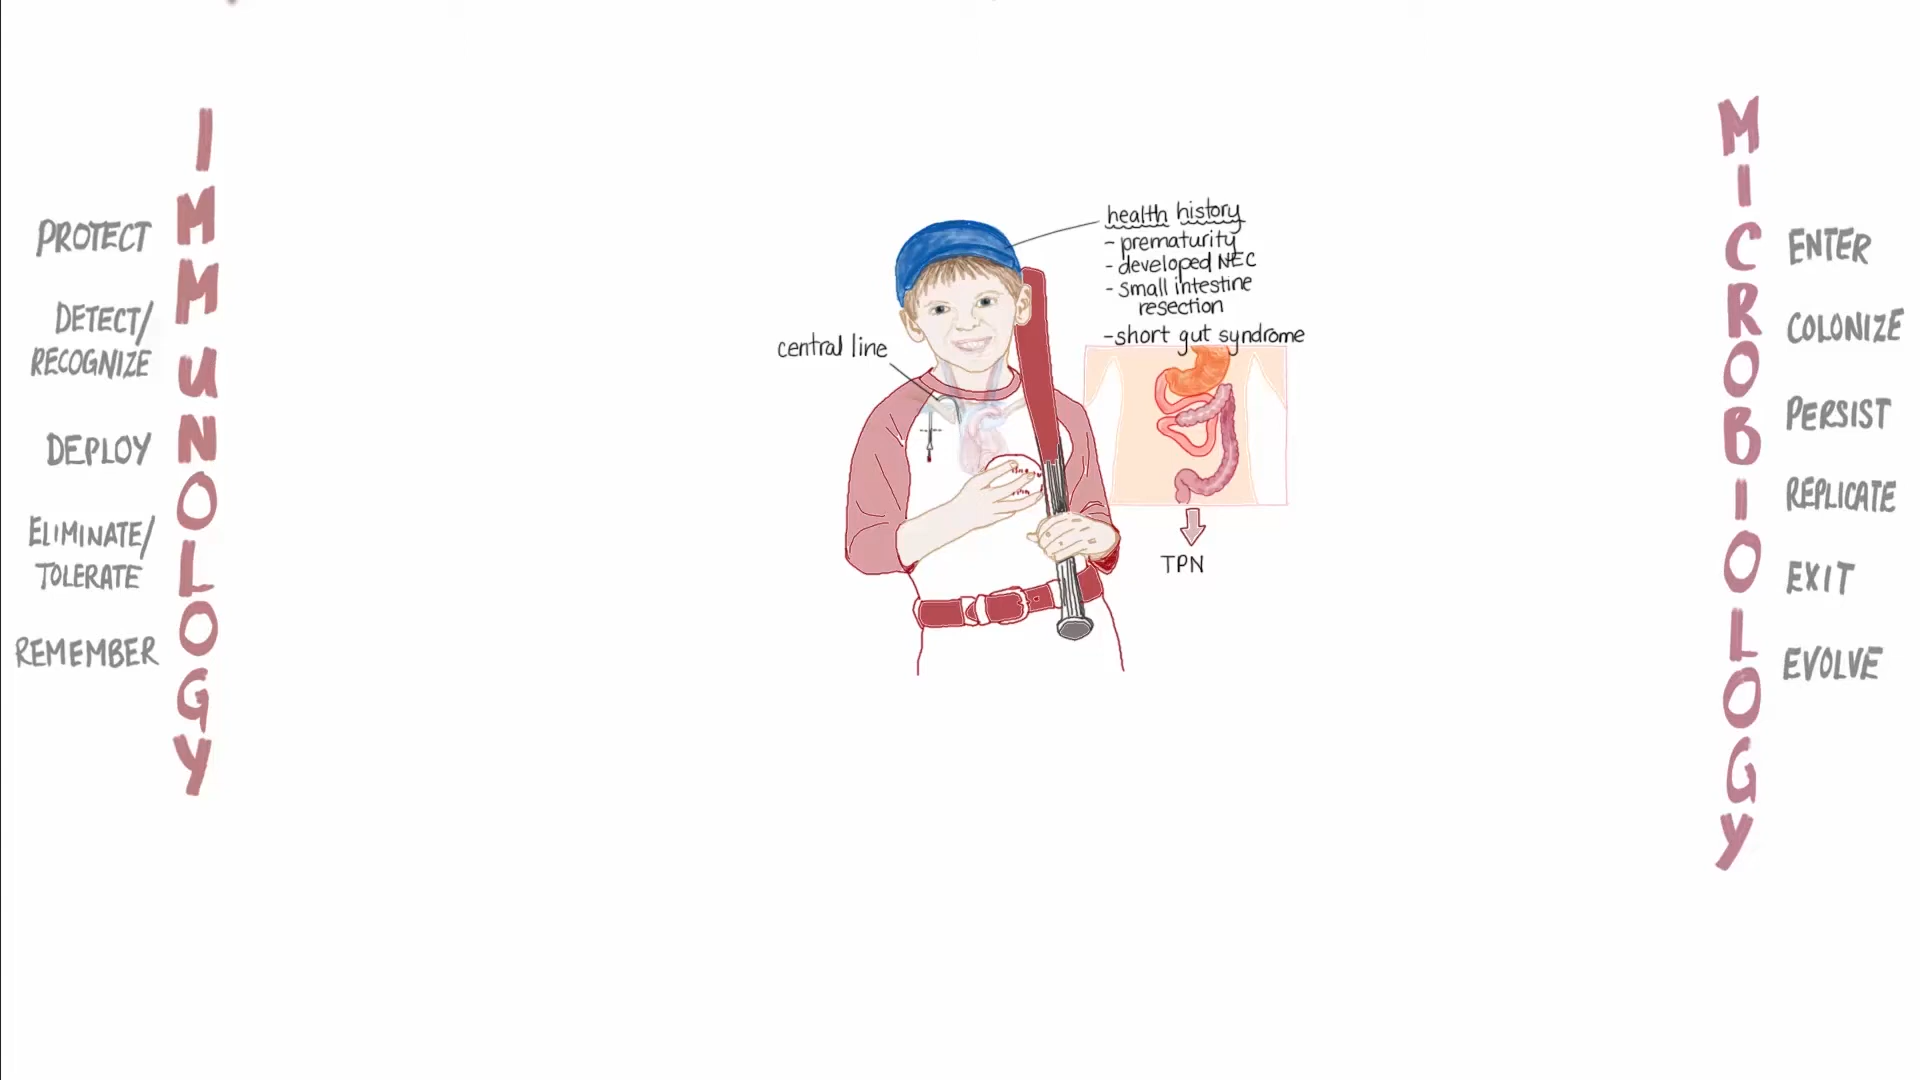 IMMUNOLOGY
PROTECT
DETECT/
RECOGNIZE
DEPLOY
ELIMINATE/
TOLERATE
REMEMBER
central line
health history
- prematurity
- developed NEC
- small intestine
resection
- short gut syndrome
TPN
MICROBIOLOGY
ENTER
COLONIZE
PERSIST
REPLICATE
EXIT
EVOLVE